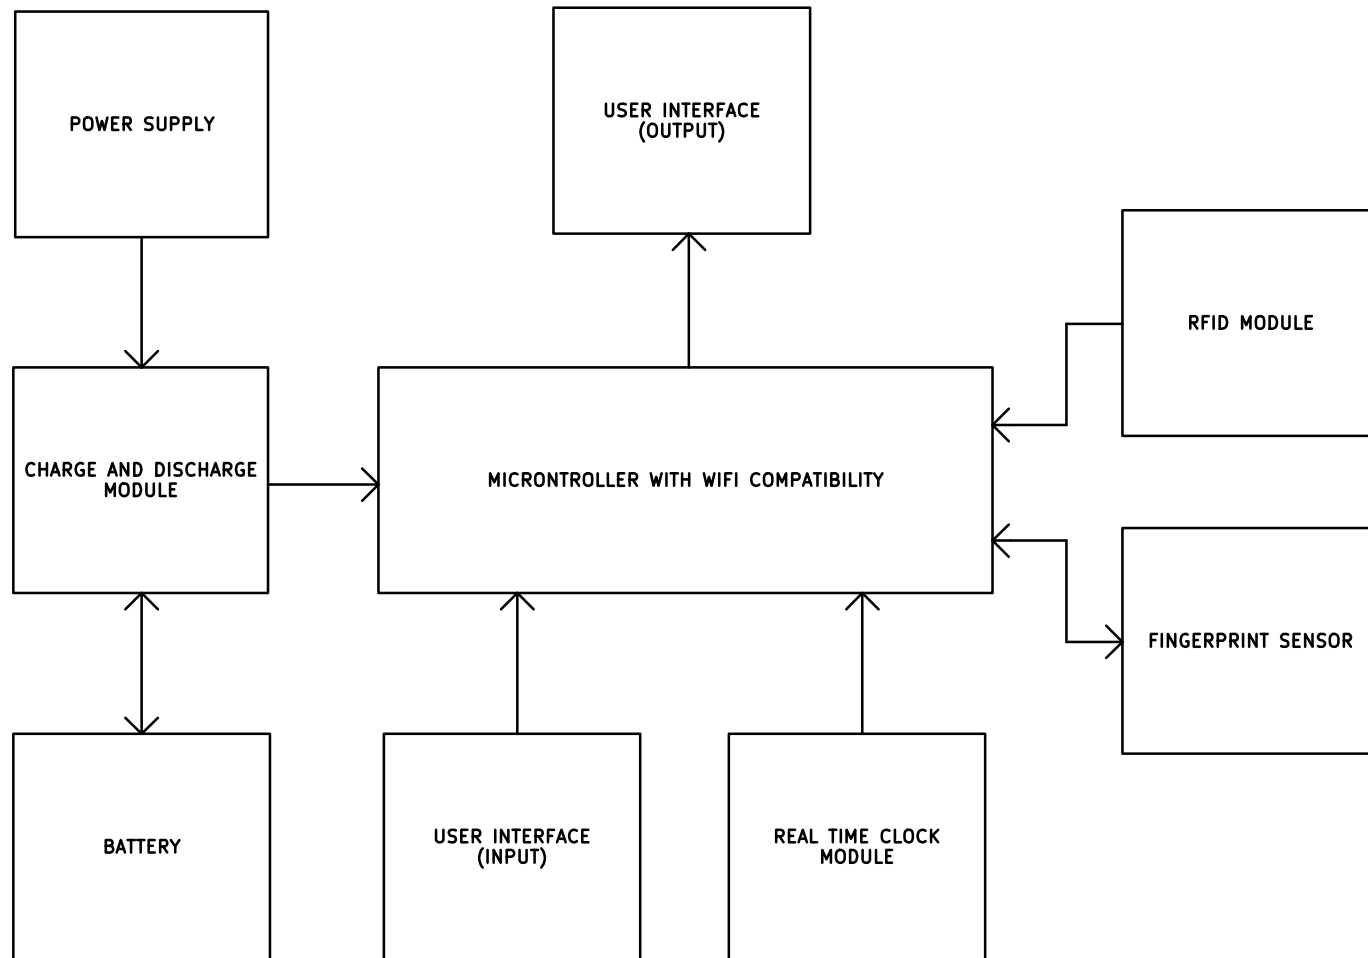 POWER SUPPLY
USER INTERFACE
(OUTPUT)
RFID MODULE
CHARGE AND DISCHARGE
MODULE
MICRONTROLLER WITH WIFI COMPATIBILITY
FINGERPRINT SENSOR
BATTERY
USER INTERFACE
(INPUT)
REAL TIME CLOCK
MODULE